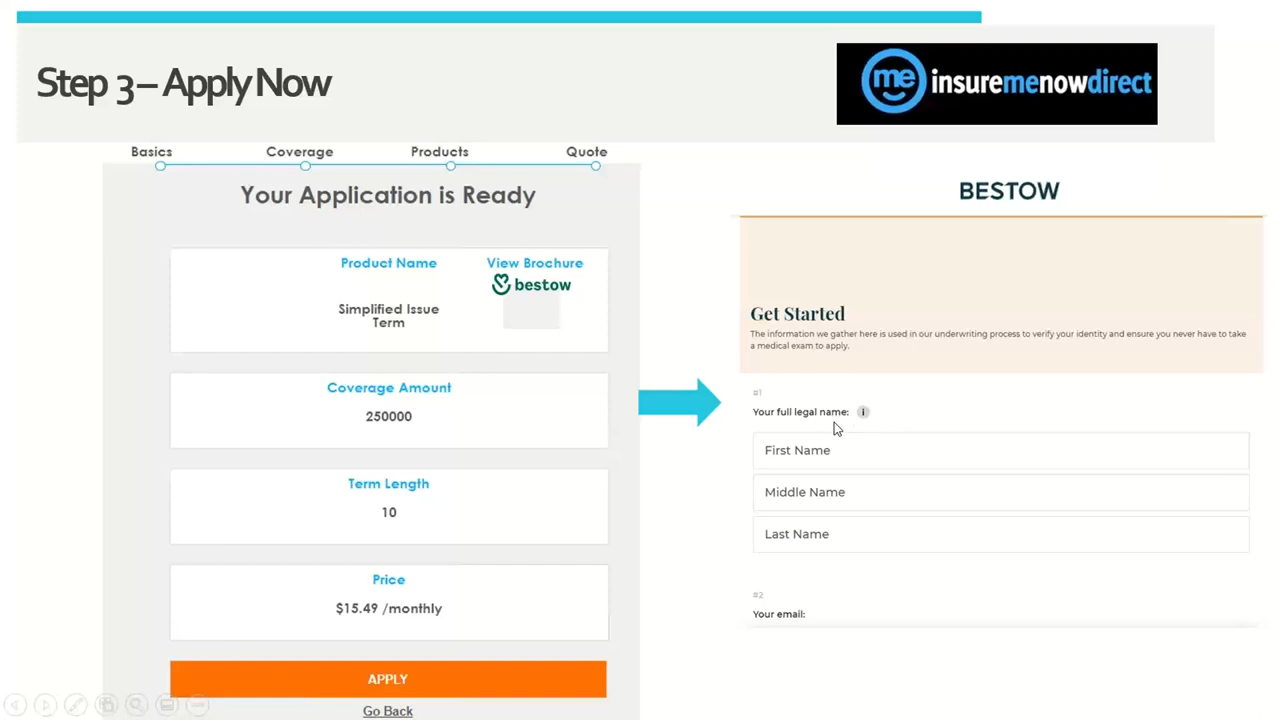 Step 3 – Apply Now
me insuremenowdirect
Basics Coverage Products Quote
Your Application is Ready
Product Name View Brochure
bestow
Simplified Issue
Term
Coverage Amount
250000
Term Length
10
Price
$15.49 /monthly
APPLY
Go Back
BESTOW
Get Started
The information we gather here is used in our underwriting process to verify your identity and ensure you never have to take
a medical exam to apply.
#1
Your full legal name: i
First Name
Middle Name
Last Name
#2
Your email: